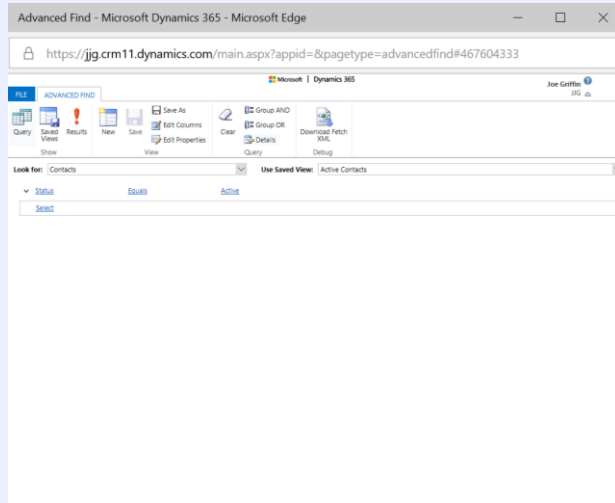 Advanced Find - Microsoft Dynamics 365 - Microsoft Edge
https://jjg.crm11.dynamics.com/main.aspx?appid=&pagetype=advancedfind#467604333
Microsoft | Dynamics 365
Joe Griffin
JJG
FILE ADVANCED FIND
Query Saved Views Results New Save Save As Edit Columns Edit Properties Clear Group AND Group OR Details Download Fetch XML
Show View Query Debug
Look for: Contacts Use Saved View: Active Contacts
Status Equals Active
Select